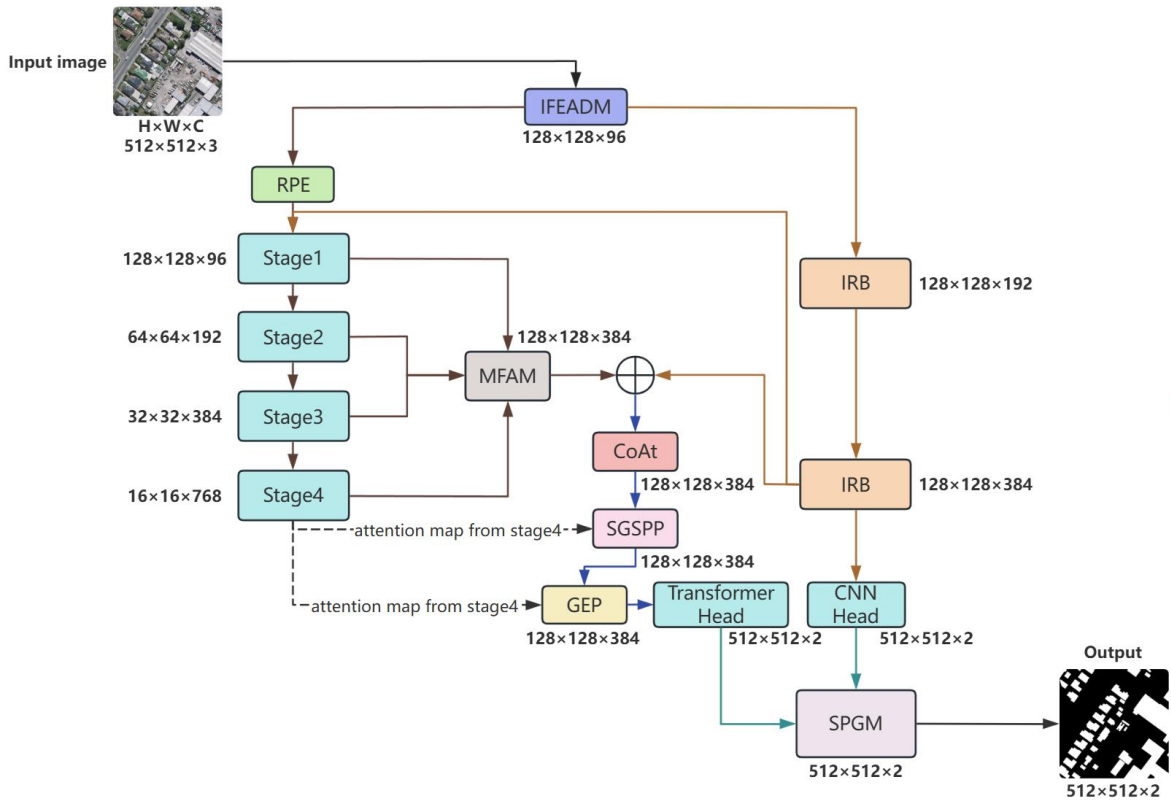 Input image
H×W×C
512×512×3
IFEADM
128×128×96
RPE
128×128×96
Stage1
IRB
128×128×192
64×64×192
Stage2
128×128×384
MFAM
32×32×384
Stage3
CoAt
128×128×384
16×16×768
Stage4
IRB
128×128×384
attention map from stage4
SGSPP
128×128×384
attention map from stage4
GEP
128×128×384
Transformer
Head
512×512×2
CNN
Head
512×512×2
SPGM
512×512×2
Output
512×512×2